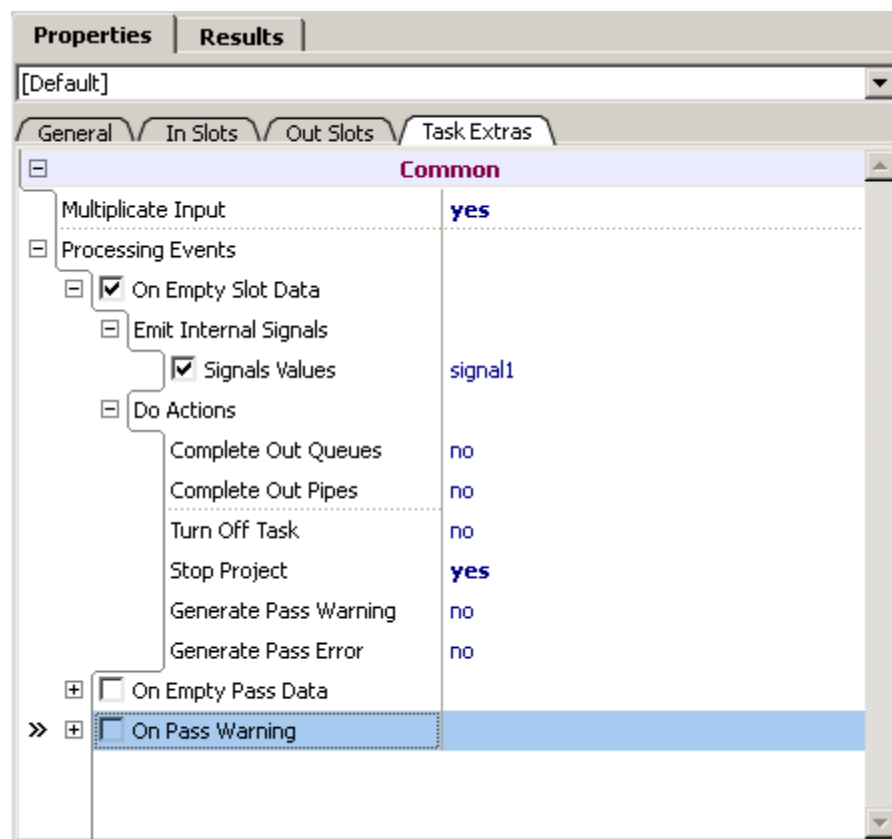 Properties Results
[Default]
General In Slots Out Slots Task Extras
Common
Multiplicate Input yes
Processing Events
On Empty Slot Data
Emit Internal Signals
Signals Values signal1
Do Actions
Complete Out Queues no
Complete Out Pipes no
Turn Off Task no
Stop Project yes
Generate Pass Warning no
Generate Pass Error no
On Empty Pass Data
On Pass Warning